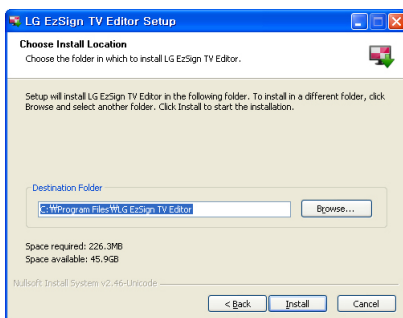 LG EzSign TV Editor Setup
Choose Install Location
Choose the folder in which to install LG EzSign TV Editor.
Setup will install LG EzSign TV Editor in the following folder. To install in a different folder, click
Browse and select another folder. Click Install to start the installation.
Destination Folder
C:₩Program Files₩LG EzSign TV Editor
Browse...
Space required: 226.3MB
Space available: 45.9GB
Nullsoft Install System v2.46-Unicode
< Back Install Cancel